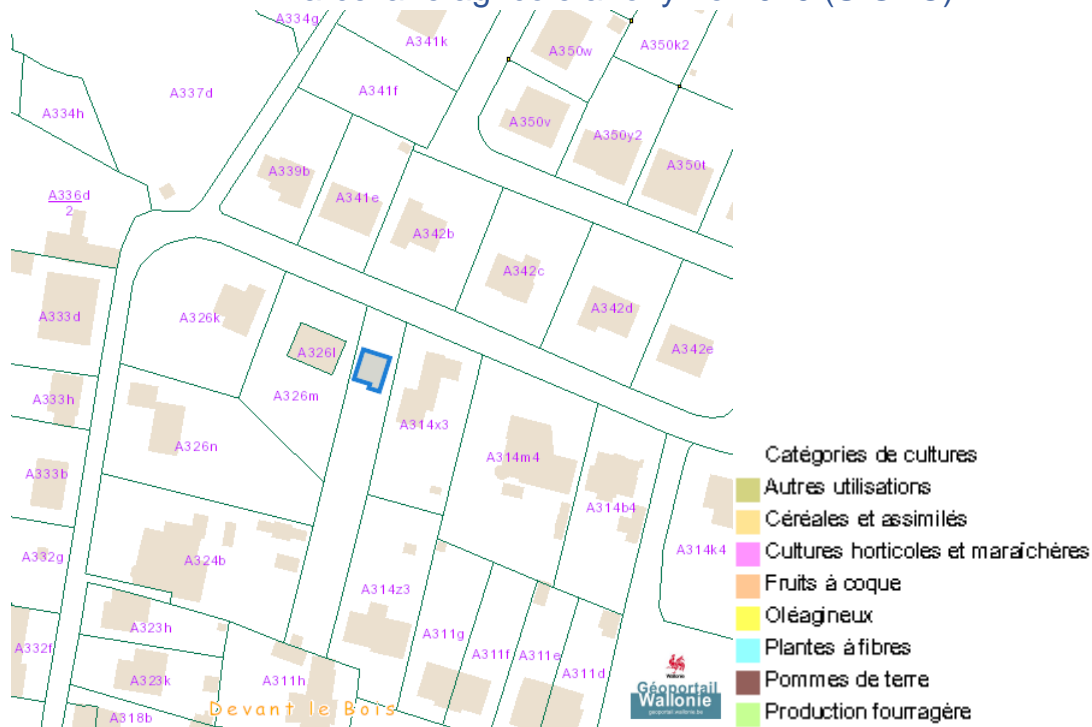 A334g
A341k
A350w
A350k2
A337d
A341f
A334h
A350v
A350y2
A350t
A339b
A336d
2
A341e
A342b
A342c
A342d
A333d
A326k
A342e
A326l
A333h
A326m
A314x3
A326n
A314m4
A333b
A314b4
A332g
A324b
A314k4
A314z3
A323h
A311g
A332f
A311f
A311e
A311d
A323k
A311h
A318b
Devant le Bois
Géoportail
Wallonie
geoportail.wallonie.be
Catégories de cultures
Autres utilisations
Céréales et assimilés
Cultures horticoles et maraîchères
Fruits à coque
Oléagineux
Plantes à fibres
Pommes de terre
Production fourragère